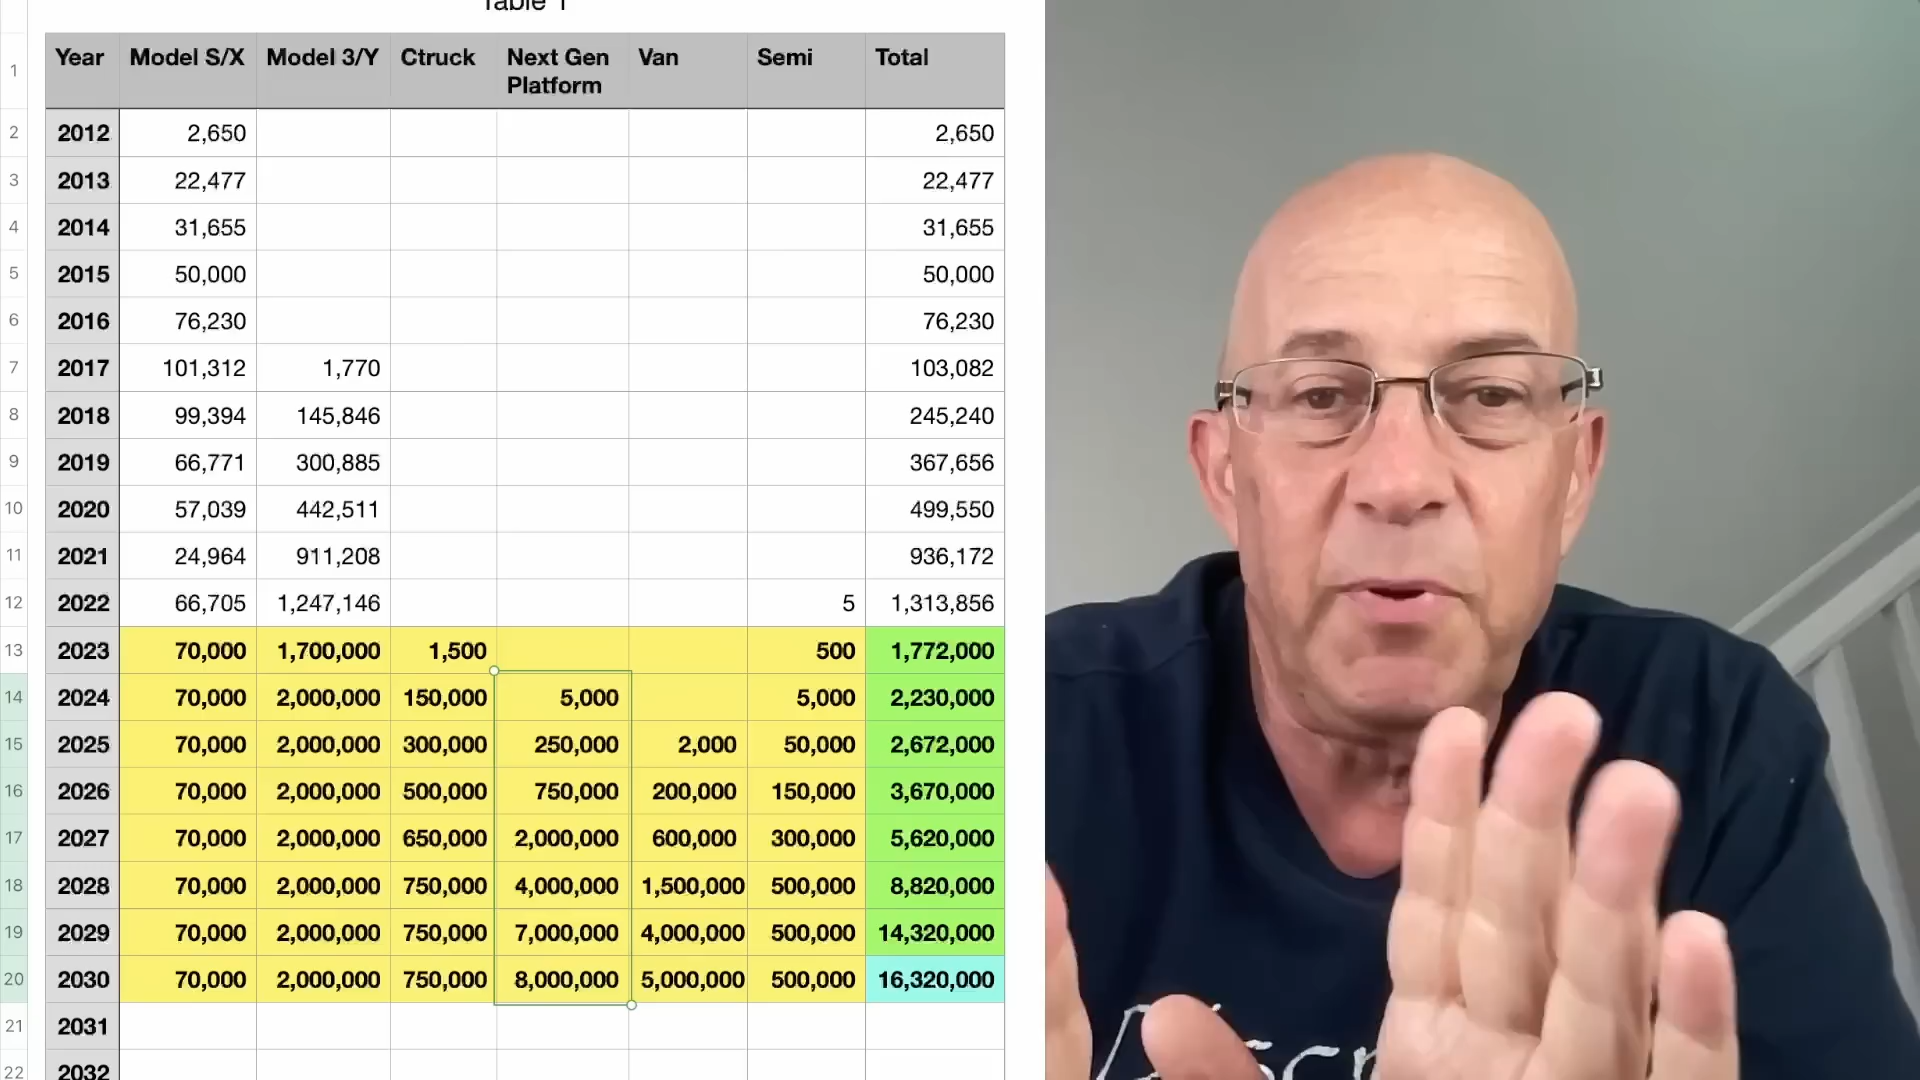 Table 1
1 Year Model S/X Model 3/Y Ctruck Next Gen Platform Van Semi Total
2 2012 2,650 2,650
3 2013 22,477 22,477
4 2014 31,655 31,655
5 2015 50,000 50,000
6 2016 76,230 76,230
7 2017 101,312 1,770 103,082
8 2018 99,394 145,846 245,240
9 2019 66,771 300,885 367,656
10 2020 57,039 442,511 499,550
11 2021 24,964 911,208 936,172
12 2022 66,705 1,247,146 5 1,313,856
13 2023 70,000 1,700,000 1,500 500 1,772,000
14 2024 70,000 2,000,000 150,000 5,000 5,000 2,230,000
15 2025 70,000 2,000,000 300,000 250,000 2,000 50,000 2,672,000
16 2026 70,000 2,000,000 500,000 750,000 200,000 150,000 3,670,000
17 2027 70,000 2,000,000 650,000 2,000,000 600,000 300,000 5,620,000
18 2028 70,000 2,000,000 750,000 4,000,000 1,500,000 500,000 8,820,000
19 2029 70,000 2,000,000 750,000 7,000,000 4,000,000 500,000 14,320,000
20 2030 70,000 2,000,000 750,000 8,000,000 5,000,000 500,000 16,320,000
21 2031
22 2032